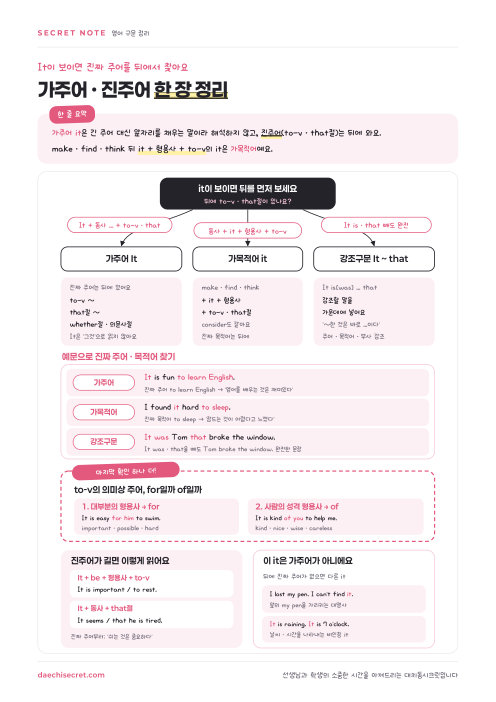 SECRET NOTE 영어 구문 정리
It이 보이면 진짜 주어를 뒤에서 찾아요
가주어 · 진주어 한 장 정리
한 줄 요약
가주어 it은 긴 주어 대신 앞자리를 채우는 말이라 해석하지 않고, 진주어(to-v · that절)는 뒤에 와요.
make · find · think 뒤 it + 형용사 + to-v의 it은 가목적어예요.
it이 보이면 뒤를 먼저 보세요
뒤에 to-v · that절이 있나요?
It + 동사 … + to-v · that
동사 + it + 형용사 + to-v
It is · that 빼도 완전
가주어 It
가목적어 it
강조구문 It ~ that
진짜 주어는 뒤에 있어요
to-v ~
that절 ~
whether절 · 의문사절
It은 '그것'으로 읽지 않아요
make · find · think
+ it + 형용사
+ to-v · that절
consider도 같아요
진짜 목적어는 뒤에
It is[was] … that
강조할 말을
가운데에 넣어요
'~한 것은 바로 …이다'
주어 · 목적어 · 부사 강조
예문으로 진짜 주어 · 목적어 찾기
가주어
It is fun to learn English.
진짜 주어 to learn English → '영어를 배우는 것은 재미있다'
가목적어
I found it hard to sleep.
진짜 목적어 to sleep → '잠드는 것이 어렵다고 느꼈다'
강조구문
It was Tom that broke the window.
It was · that을 빼도 Tom broke the window. 완전한 문장
마지막 확인 하나 더!
to-v의 의미상 주어, for일까 of일까
1. 대부분의 형용사 → for
It is easy for him to swim.
important · possible · hard
2. 사람의 성격 형용사 → of
It is kind of you to help me.
kind · nice · wise · careless
진주어가 길면 이렇게 읽어요
It + be + 형용사 + to-v
It is important / to rest.
It + 동사 + that절
It seems / that he is tired.
진짜 주어부터: '쉬는 것은 중요하다'
이 it은 가주어가 아니에요
뒤에 진짜 주어가 없으면 다른 it
I lost my pen. I can't find it.
앞의 my pen을 가리키는 대명사
It is raining. It is 9 o'clock.
날씨 · 시간을 나타내는 비인칭 it
daechisecret.com
선생님과 학생의 소중한 시간을 아껴드리는 대치동시크릿입니다